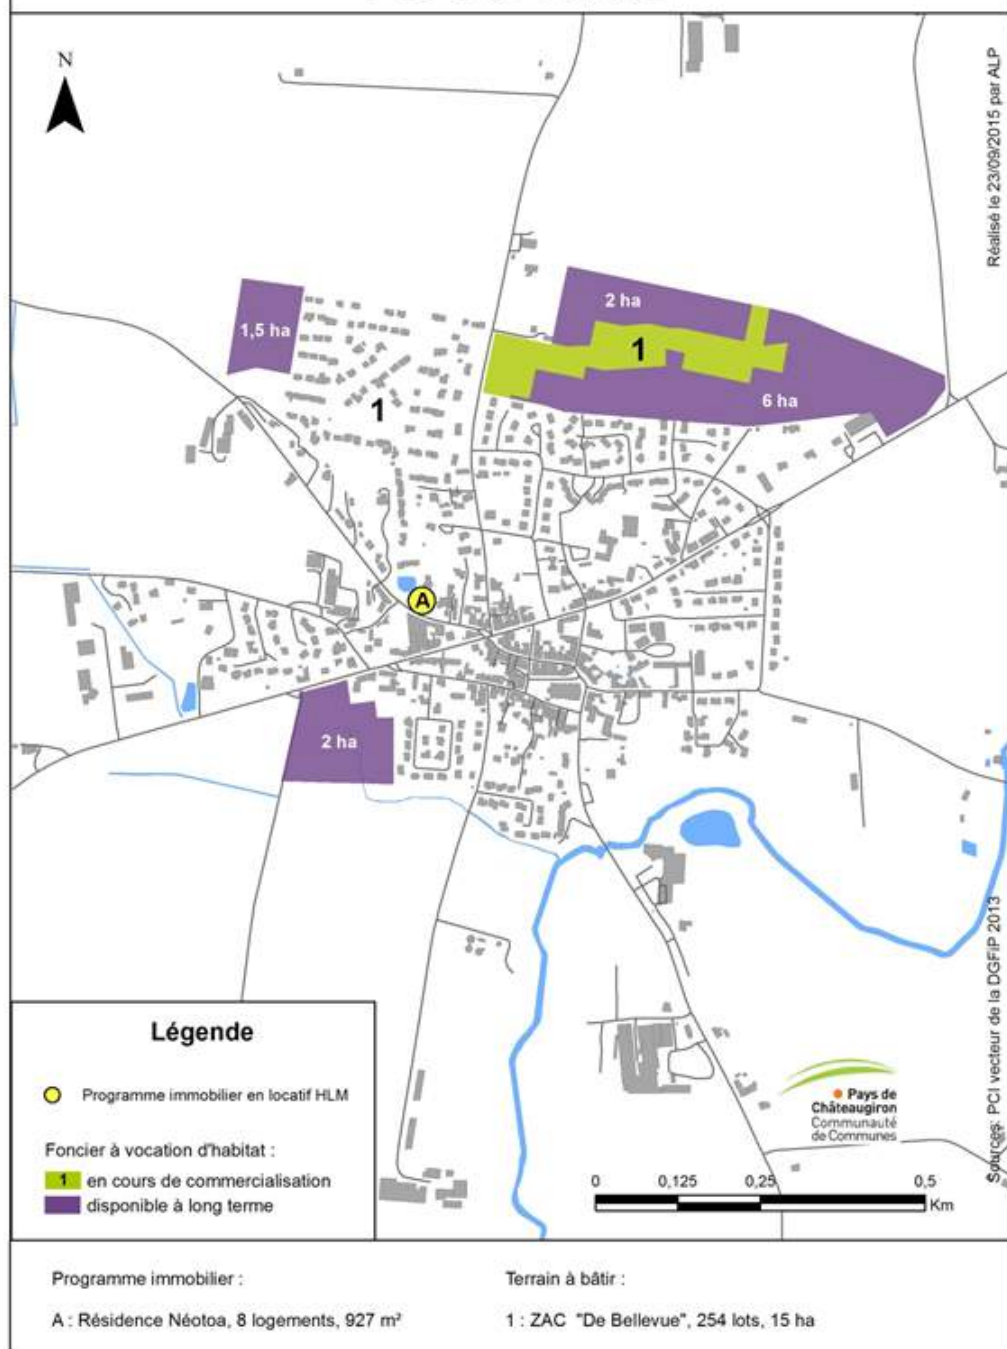 N
Réalisé le 23/09/2015 par ALP
2 ha
1,5 ha
1
1
6 ha
A
2 ha
Sources: PCI vecteur de la DGFiP 2013
Légende
Programme immobilier en locatif HLM
Foncier à vocation d'habitat :
1 en cours de commercialisation
disponible à long terme
Pays de
Châteaugiron
Communauté
de Communes
0 0,125 0,25 0,5
Km
Programme immobilier :
A : Résidence Néotoa, 8 logements, 927 m²
Terrain à bâtir :
1 : ZAC "De Bellevue", 254 lots, 15 ha